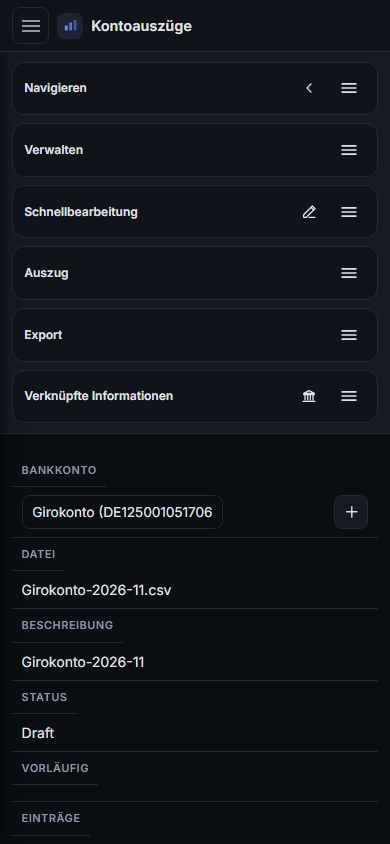 Kontoauszüge
Navigieren
Verwalten
Schnellbearbeitung
Auszug
Export
Verknüpfte Informationen
BANKKONTO
Girokonto (DE125001051706
DATEI
Girokonto-2026-11.csv
BESCHREIBUNG
Girokonto-2026-11
STATUS
Draft
VORLÄUFIG
EINTRÄGE